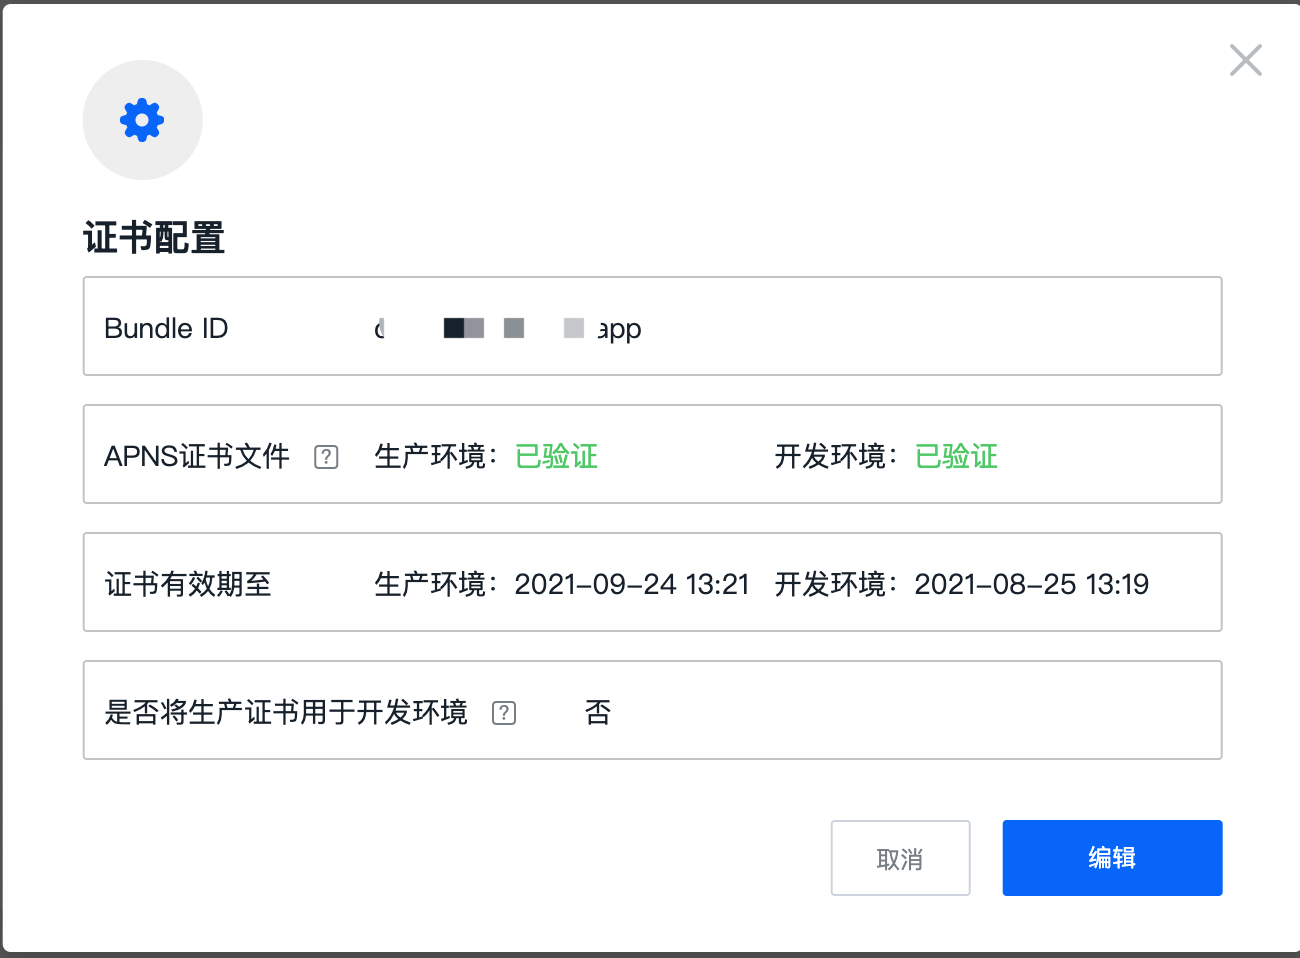 证书配置
Bundle ID app
APNS证书文件 ? 生产环境：已验证 开发环境：已验证
证书有效期至 生产环境：2021-09-24 13:21 开发环境：2021-08-25 13:19
是否将生产证书用于开发环境 ? 否
取消 编辑